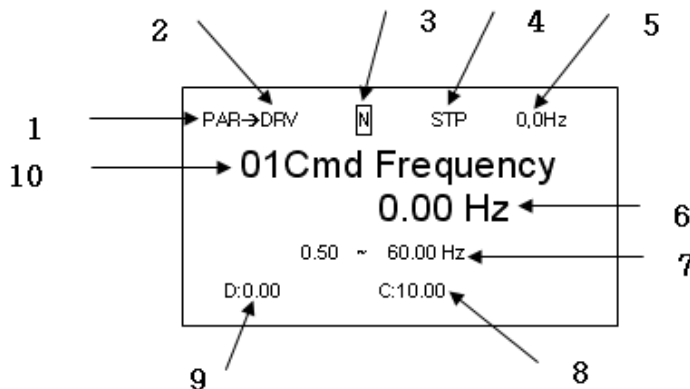 2 3 4 5
1 PAR→DRV N STP 0,0Hz
10 01Cmd Frequency
0.00 Hz 6
0.50 ~ 60.00 Hz 7
D:0.00 C:10.00
9 8